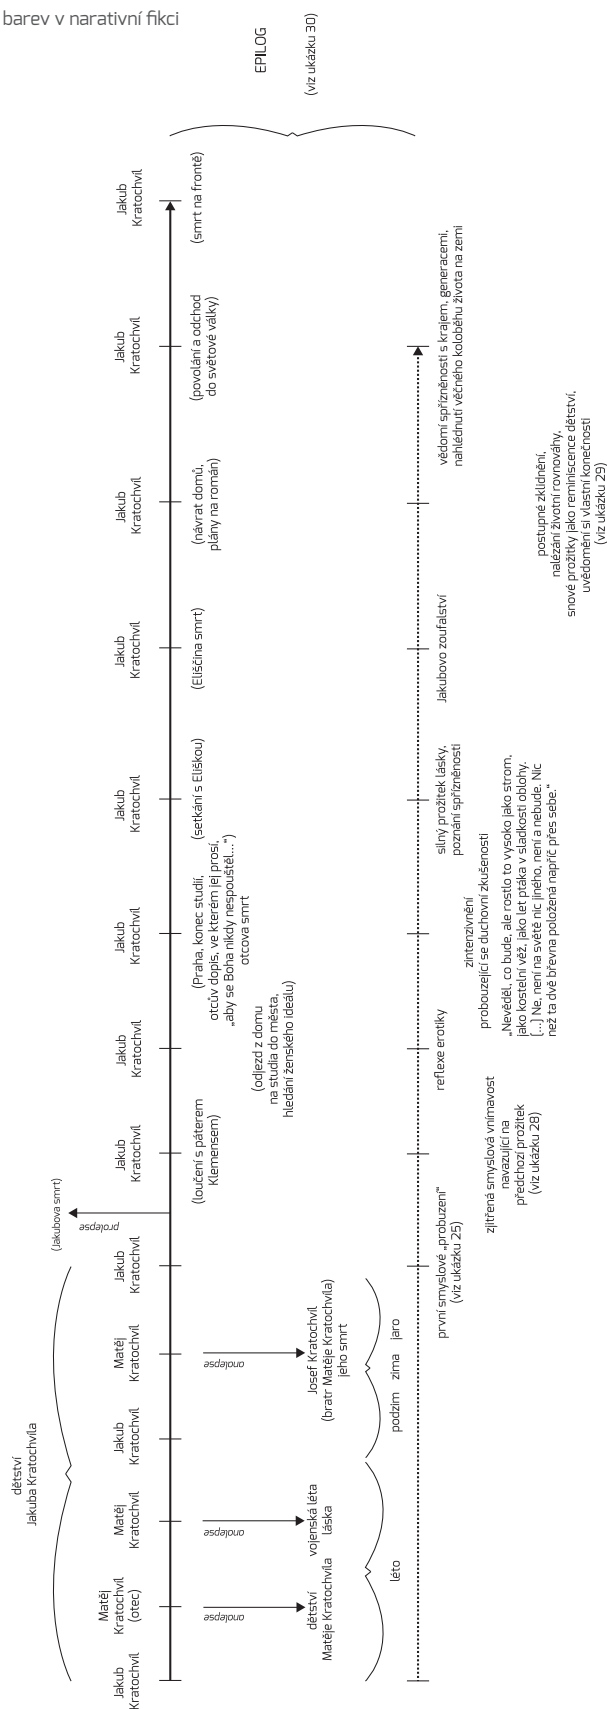 barev v narativní fikci
dětství
Jakuba Kratochvíla
Jakub
Kratochvíl
Matěj
Kratochvíl
(otec)
Matěj
Kratochvíl
Jakub
Kratochvíl
Matěj
Kratochvíl
Jakub
Kratochvíl
(Jakubova smrt)
prolepse
Jakub
Kratochvíl
Jakub
Kratochvíl
Jakub
Kratochvíl
Jakub
Kratochvíl
Jakub
Kratochvíl
Jakub
Kratochvíl
Jakub
Kratochvíl
Jakub
Kratochvíl
analepse
dětství
Matěje Kratochvíla
analepse
vojenská léta
láska
analepse
Josef Kratochvíl
(bratr Matěje Kratochvíla)
jeho smrt
(loučení s páterem
Klemensem)
(odjezd z domu
na studia do města,
hledání ženského ideálu)
(Praha, konec studií,
otcův dopis, ve kterém jej prosí,
„aby se Boha nikdy nespouštěl...“)
otcova smrt
(setkání s Eliškou)
(Eliščina smrt)
(návrat domů,
plány na román)
(povolání a odchod
do světové války)
(smrt na frontě)
EPILOG
(viz ukázku 30)
léto
podzim
zima
jaro
první smyslové „probuzení“
(viz ukázku 25)
zjitřená smyslová vnímavost
navazující na
předchozí prožitek
(viz ukázku 28)
reflexe erotiky
zintenzivnění
probouzející se duchovní zkušenosti
„Nevěděl, co bude, ale rostlo to vysoko jako strom,
jako kostelní věž, jako let ptáka v sladkosti oblohy.
[...] Ne, není na světě nic jiného, není a nebude. Nic
než ta dvě břevna položená napříč přes sebe.“
silný prožitek lásky,
poznání spřízněnosti
Jakubovo zoufalství
postupné zklidnění,
nalézání životní rovnováhy,
snové prožitky jako reminiscence dětství,
uvědomění si vlastní konečnosti
(viz ukázku 29)
vědomí spřízněnosti s krajem, generacemi,
nahlédnutí věčného koloběhu života na zemi